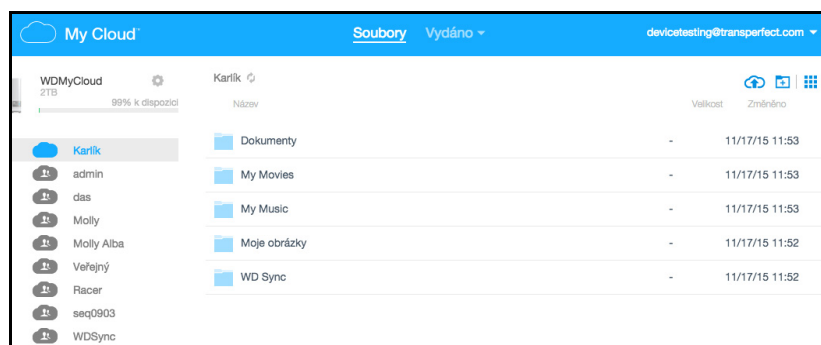 My Cloud™ Soubory Vydáno devicetesting@transperfect.com
WDMyCloud
2TB
99% k dispozici
Karlík
admin
das
Molly
Molly Alba
Veřejný
Racer
seq0903
WDSync
Karlík
Název Velikost Změněno
Dokumenty - 11/17/15 11:53
My Movies - 11/17/15 11:53
My Music - 11/17/15 11:53
Moje obrázky - 11/17/15 11:52
WD Sync - 11/17/15 11:52